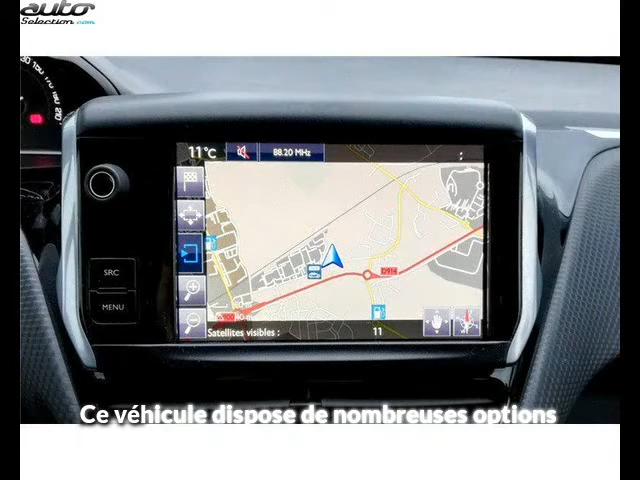 auto
Selection.com
11°C
88.20 MHz
SRC
MENU
D914
Satellites visibles :
11
Ce véhicule dispose de nombreuses options